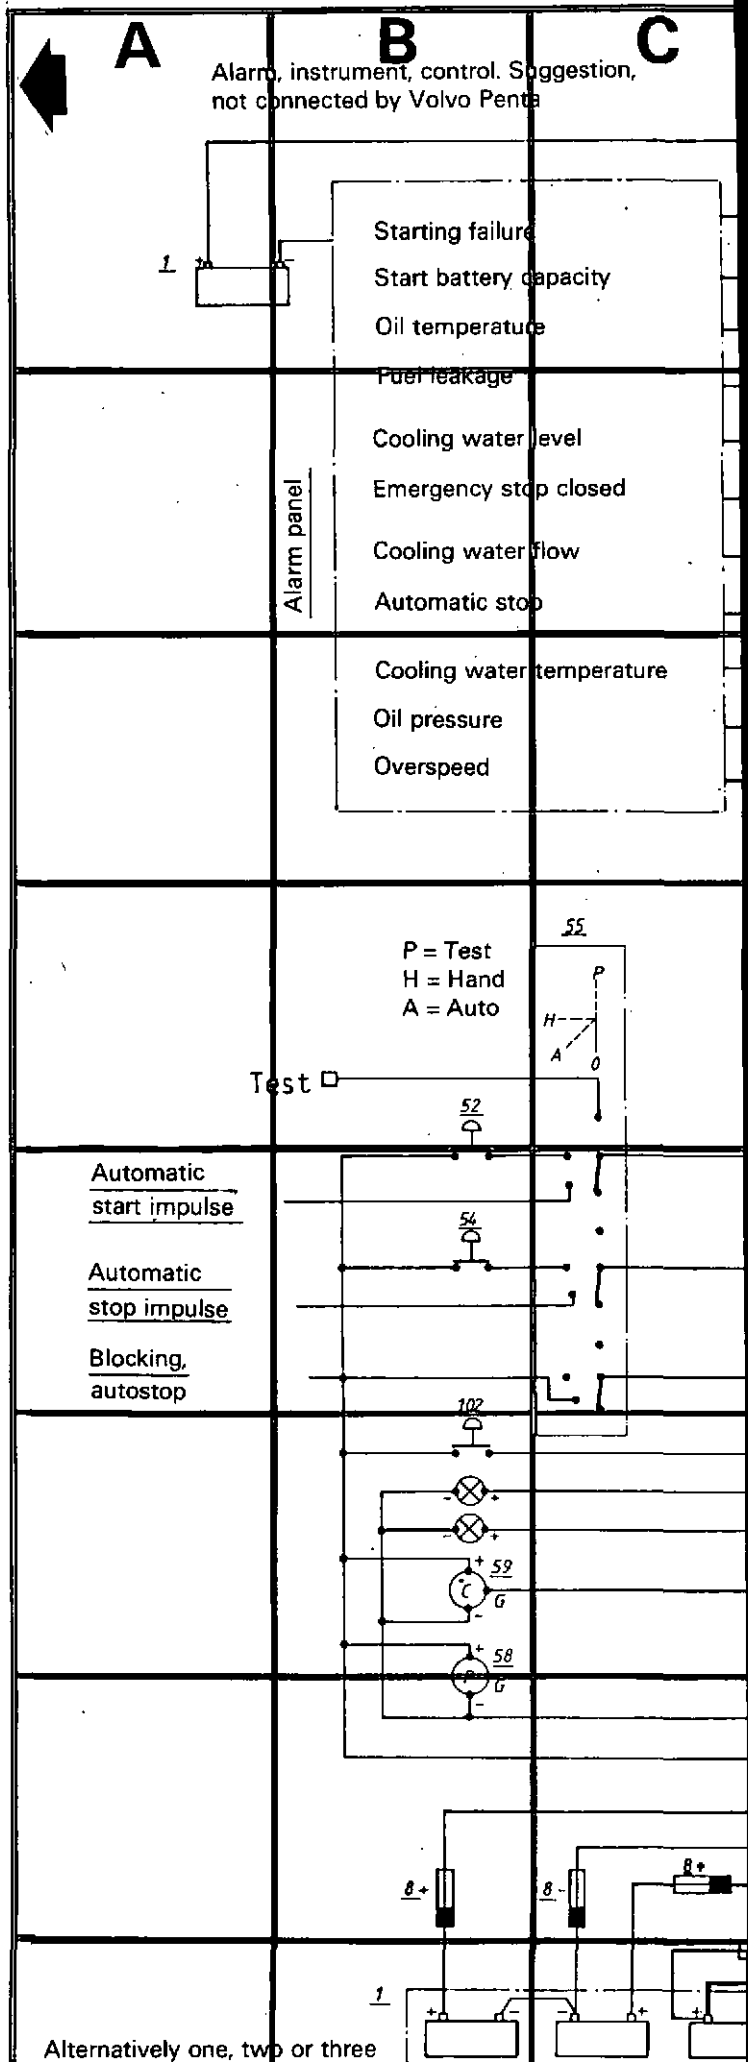 A B C
Alarm, instrument, control. Suggestion,
not connected by Volvo Penta
1 + -
Starting failure
Start battery capacity
Oil temperature
Fuel leakage
Cooling water level
Emergency stop closed
Cooling water flow
Automatic stop
Alarm panel
Cooling water temperature
Oil pressure
Overspeed
55
P = Test
H = Hand
A = Auto
P
H
A
0
Test
52
Automatic
start impulse
54
Automatic
stop impulse
Blocking,
autostop
102
- +
- +
+ 59
°C G
-
+ 58
P G
-
8+ 8- 8+
1
+ - - + +
Alternatively one, two or three